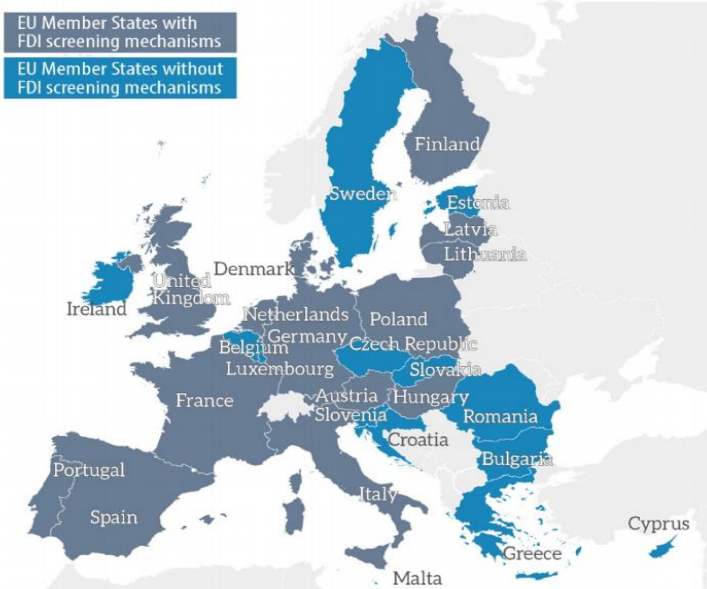 EU Member States with
FDI screening mechanisms
EU Member States without
FDI screening mechanisms
Finland
Sweden
Estonia
Latvia
Lithuania
Denmark
United
Kingdom
Ireland
Netherlands
Poland
Germany
Belgium
Czech Republic
Luxembourg
Slovakia
France
Austria
Hungary
Slovenia
Romania
Croatia
Bulgaria
Portugal
Spain
Italy
Cyprus
Greece
Malta